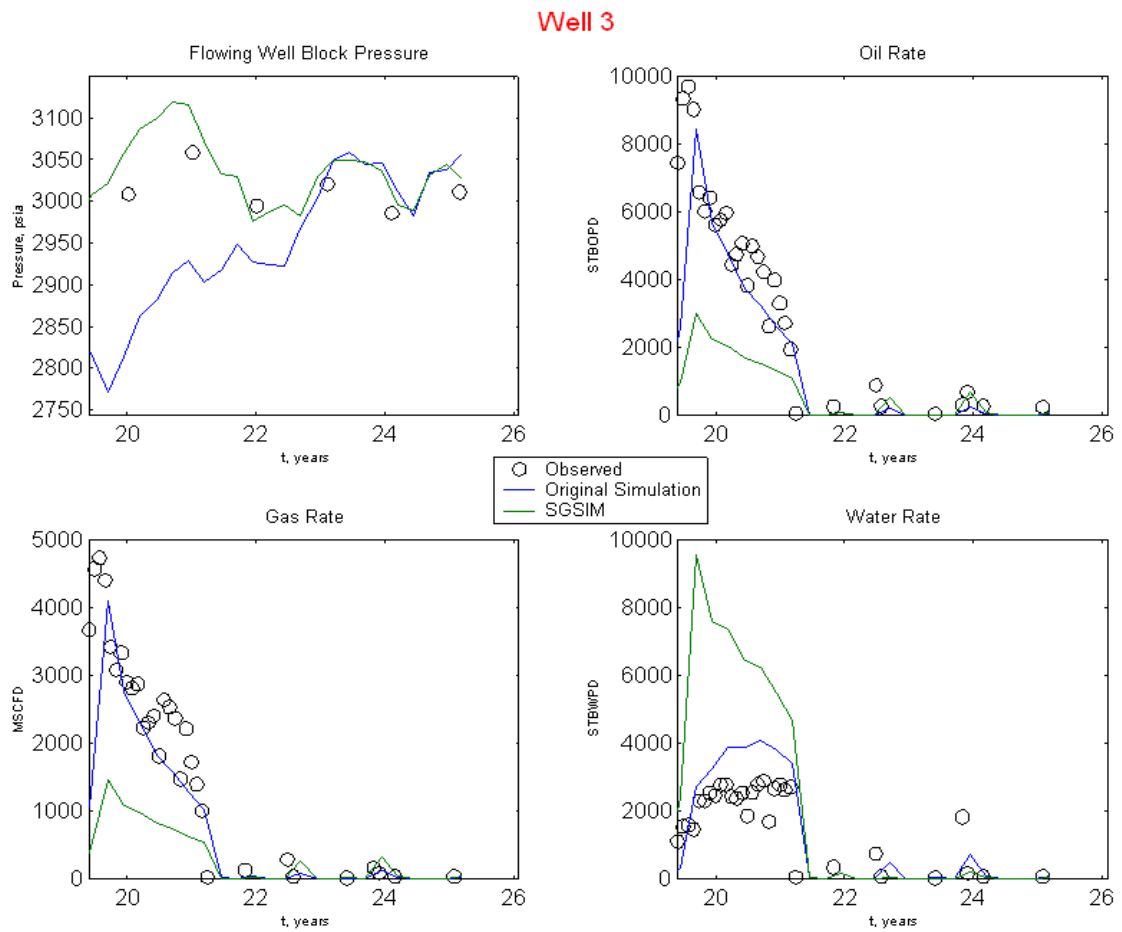 Well 3
Flowing Well Block Pressure
Pressure, psia
3100
3050
3000
2950
2900
2850
2800
2750
20 22 24 26
t, years
Oil Rate
STBOPD
10000
8000
6000
4000
2000
0
20 22 24 26
t, years
Observed
Original Simulation
SGSIM
Gas Rate
MSCFD
5000
4000
3000
2000
1000
0
20 22 24 26
t, years
Water Rate
STBWPD
10000
8000
6000
4000
2000
0
20 22 24 26
t, years